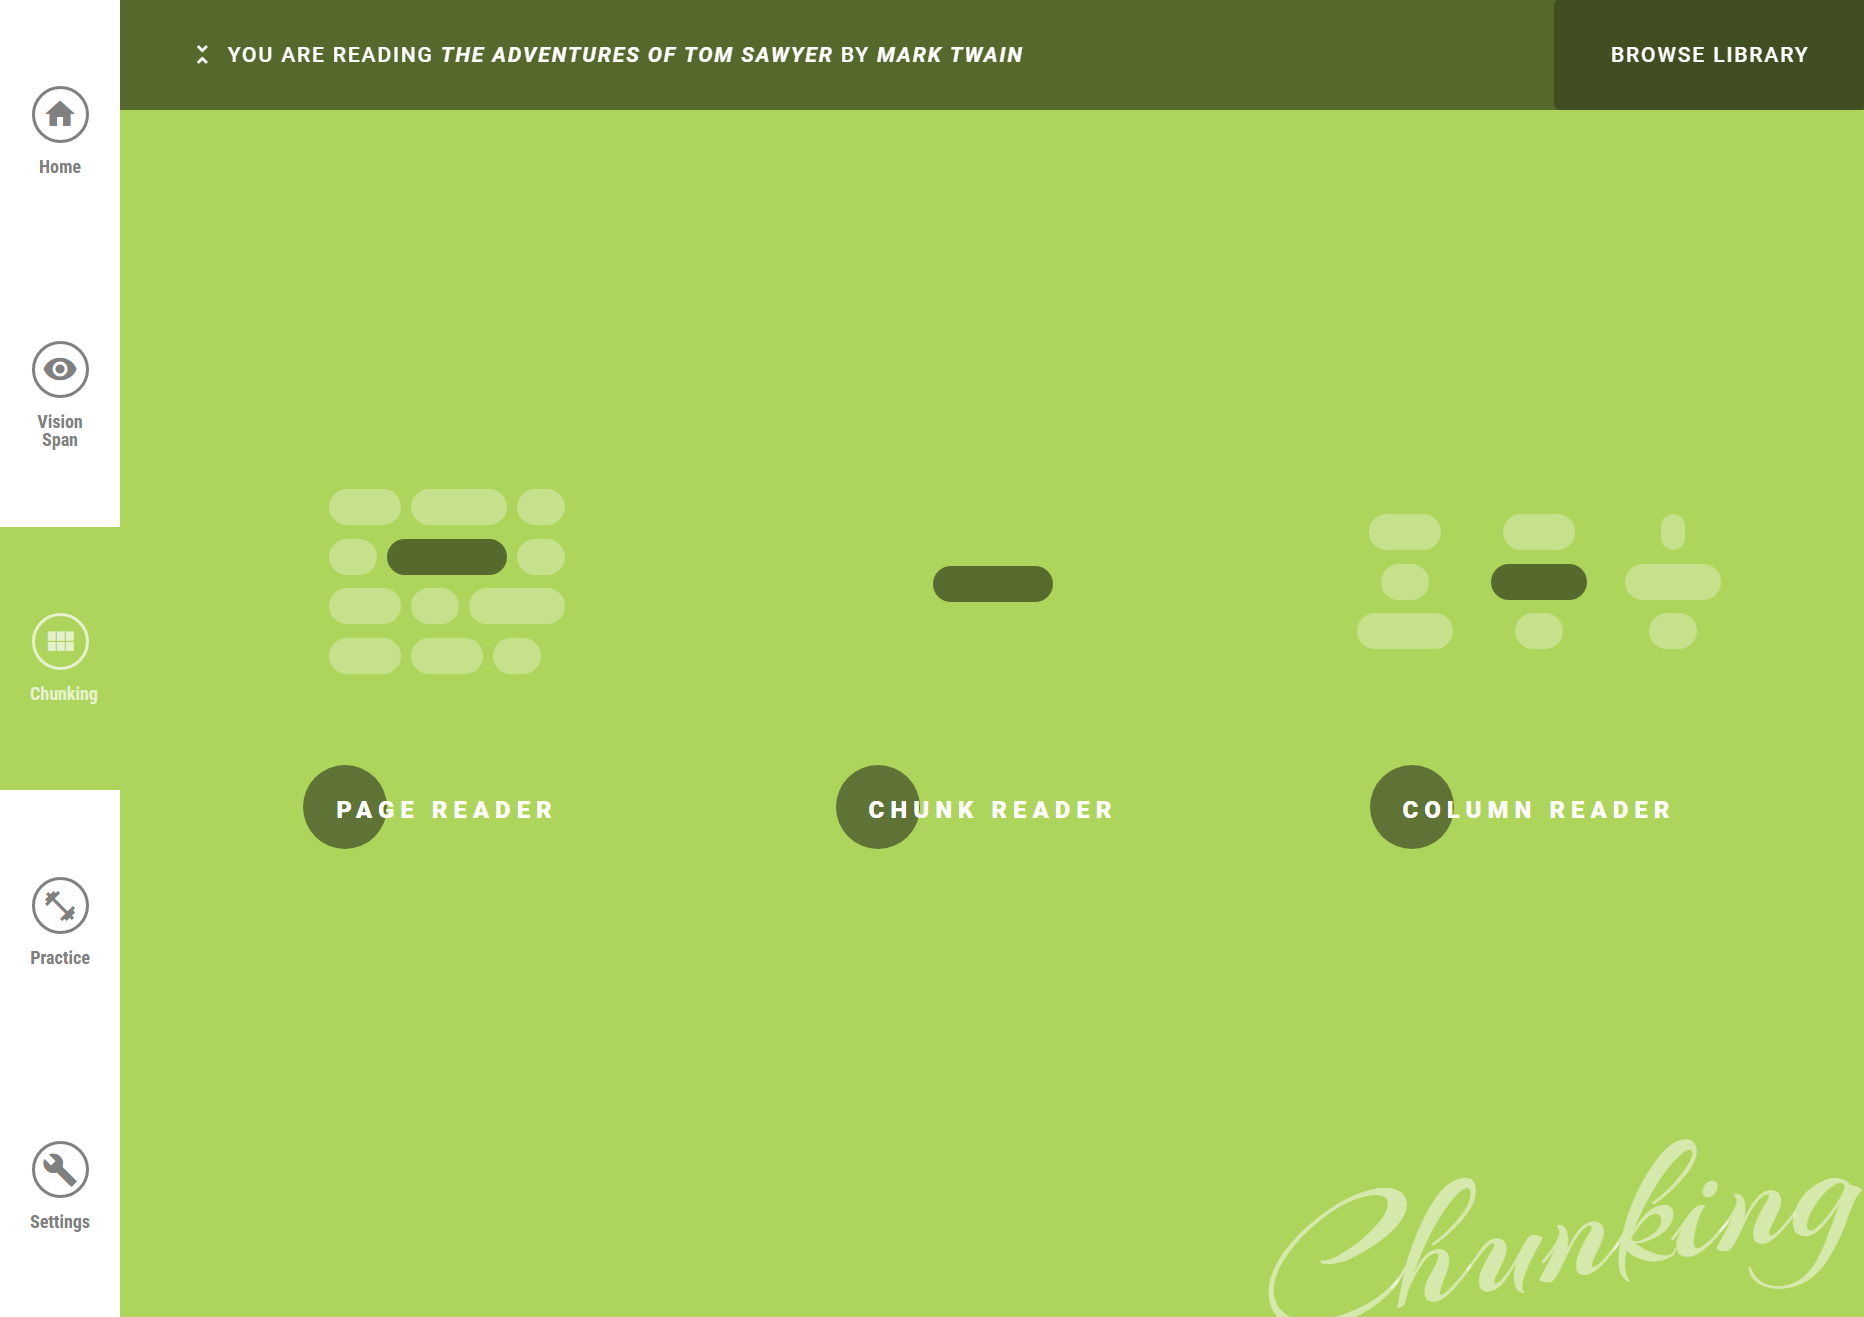 YOU ARE READING THE ADVENTURES OF TOM SAWYER BY MARK TWAIN
BROWSE LIBRARY
Home
Vision
Span
Chunking
Practice
Settings
PAGE READER
CHUNK READER
COLUMN READER
Chunking